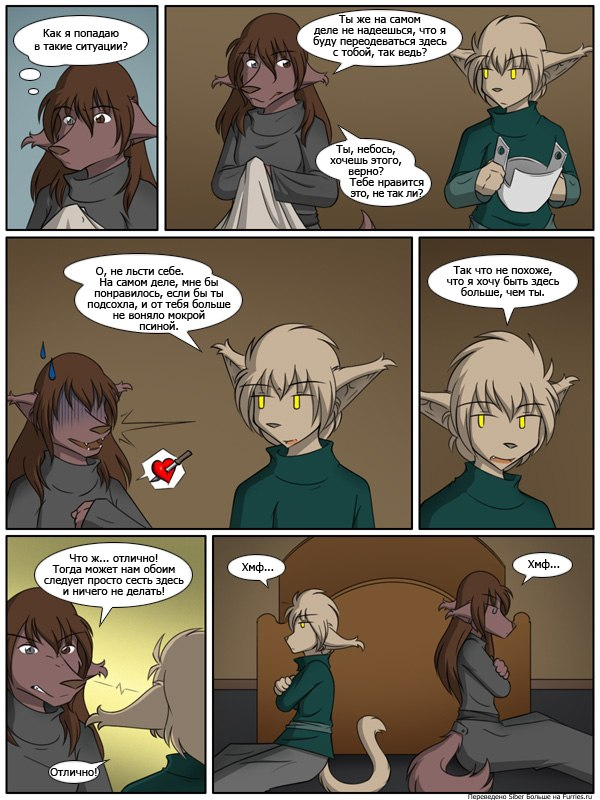 Как я попадаю
в такие ситуации?
Ты же на самом
деле не надеешься, что я
буду переодеваться здесь
с тобой, так ведь?
Ты, небось,
хочешь этого,
верно?
Тебе нравится
это, не так ли?
О, не льсти себе.
На самом деле, мне бы
понравилось, если бы ты
подсохла, и от тебя больше
не воняло мокрой
псиной.
Так что не похоже,
что я хочу быть здесь
больше, чем ты.
Что ж... отлично!
Тогда может нам обоим
следует просто сесть здесь
и ничего не делать!
Отлично!
Хмф...
Хмф...
Переведено Siber Больше на Furries.ru